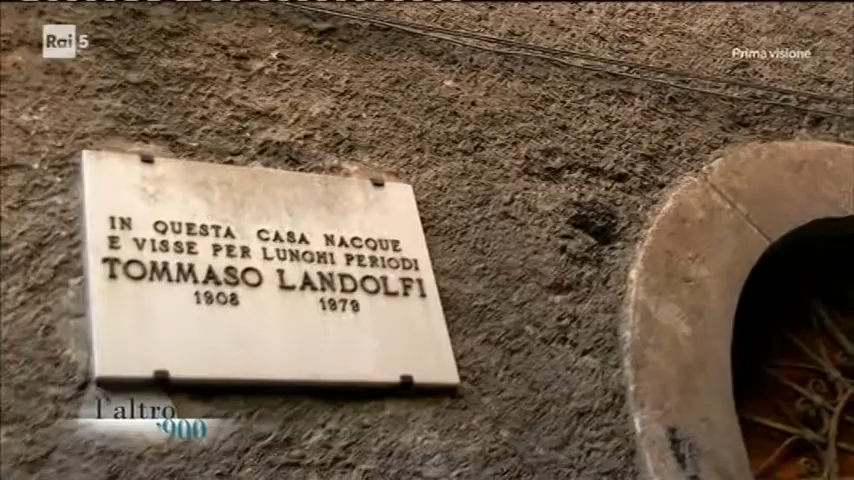 Rai 5
Prima visione
IN QUESTA CASA NACQUE
E VISSE PER LUNGHI PERIODI
TOMMASO LANDOLFI
1908 1979
l'altro
'900